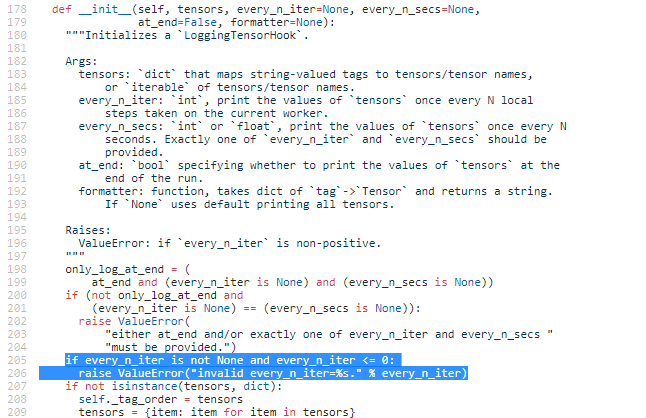 178 def __init__(self, tensors, every_n_iter=None, every_n_secs=None,
179 at_end=False, formatter=None):
180 """Initializes a `LoggingTensorHook`.
181
182 Args:
183 tensors: `dict` that maps string-valued tags to tensors/tensor names,
184 or `iterable` of tensors/tensor names.
185 every_n_iter: `int`, print the values of `tensors` once every N local
186 steps taken on the current worker.
187 every_n_secs: `int` or `float`, print the values of `tensors` once every N
188 seconds. Exactly one of `every_n_iter` and `every_n_secs` should be
189 provided.
190 at_end: `bool` specifying whether to print the values of `tensors` at the
191 end of the run.
192 formatter: function, takes dict of `tag`->`Tensor` and returns a string.
193 If `None` uses default printing all tensors.
194
195 Raises:
196 ValueError: if `every_n_iter` is non-positive.
197 """
198 only_log_at_end = (
199 at_end and (every_n_iter is None) and (every_n_secs is None))
200 if (not only_log_at_end and
201 (every_n_iter is None) == (every_n_secs is None)):
202 raise ValueError(
203 "either at_end and/or exactly one of every_n_iter and every_n_secs "
204 "must be provided.")
205 if every_n_iter is not None and every_n_iter <= 0:
206 raise ValueError("invalid every_n_iter=%s." % every_n_iter)
207 if not isinstance(tensors, dict):
208 self._tag_order = tensors
209 tensors = {item: item for item in tensors}